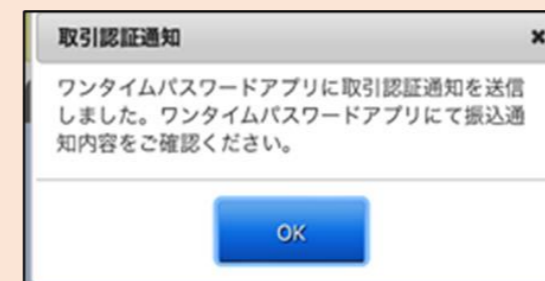 取引認証通知
ワンタイムパスワードアプリに取引認証通知を送信
しました。ワンタイムパスワードアプリにて振込通
知内容をご確認ください。
OK